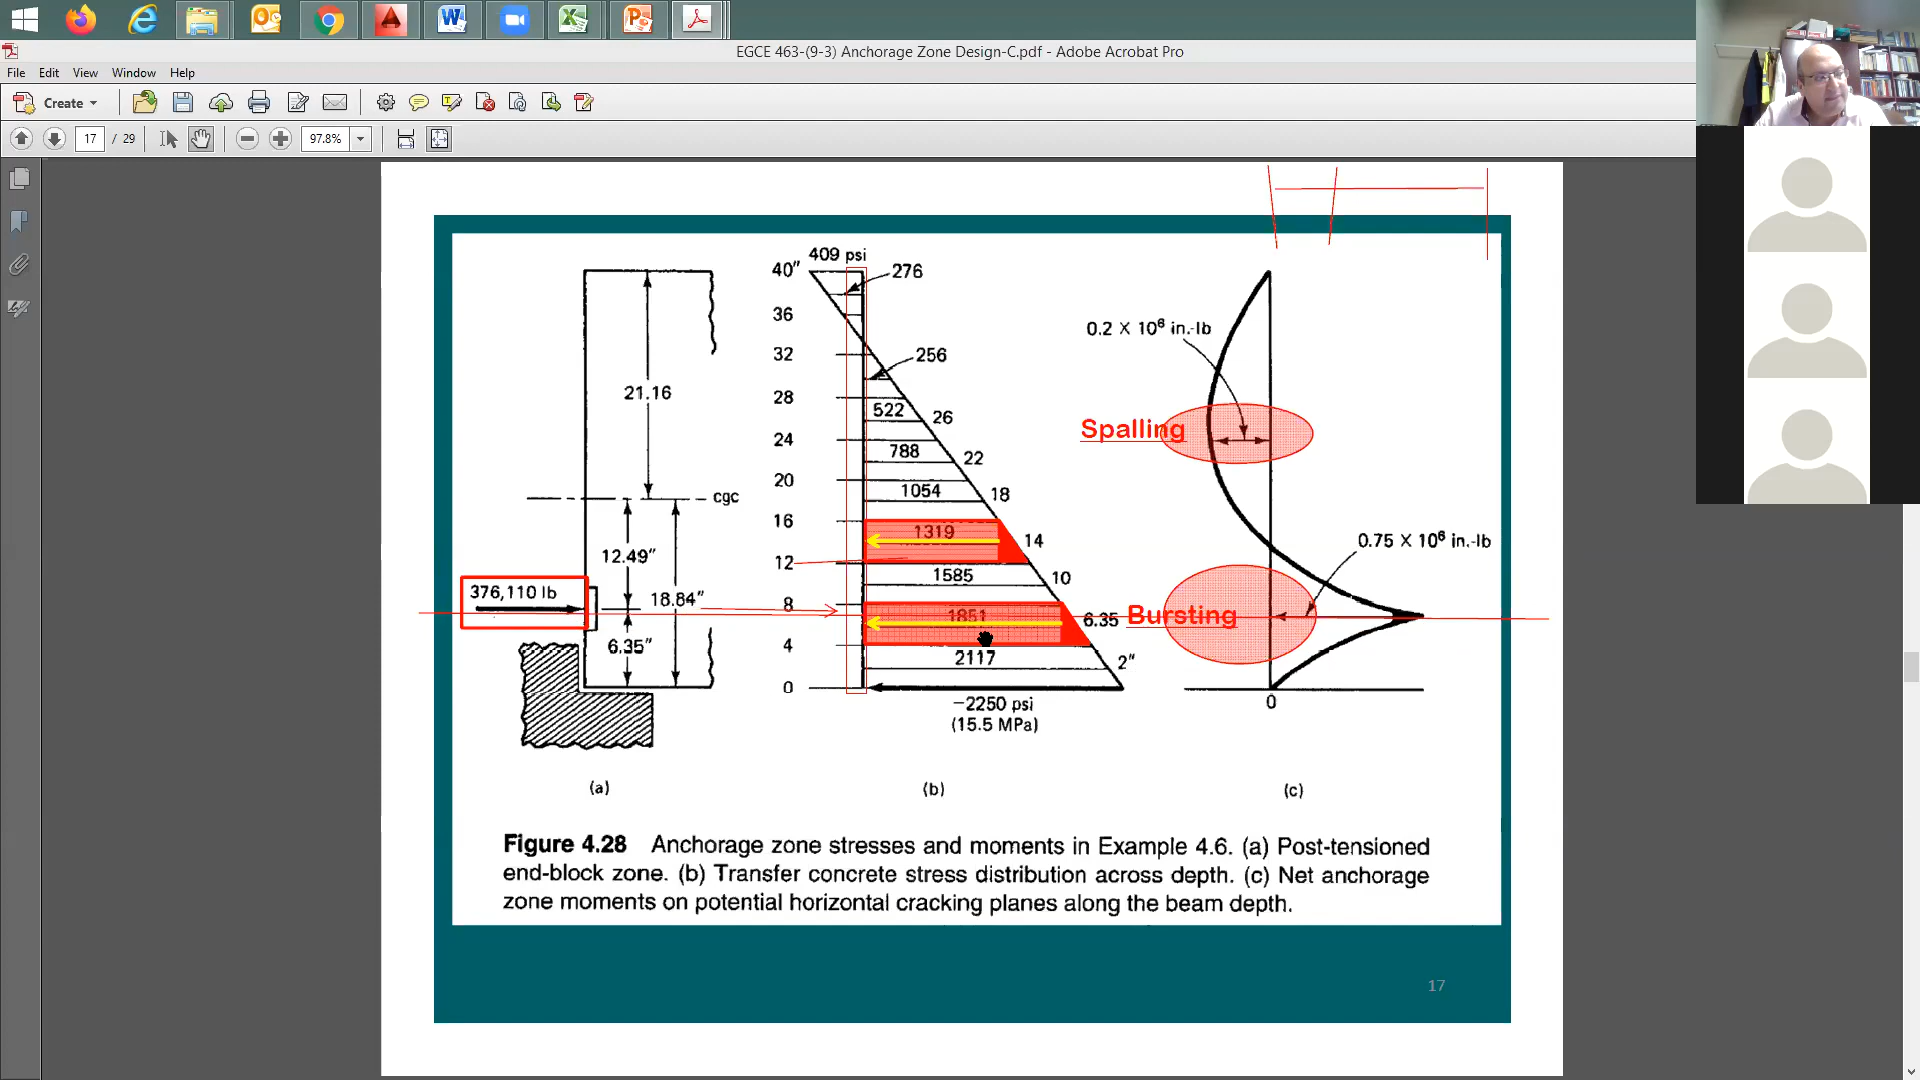 EGCE 463-(9-3) Anchorage Zone Design-C.pdf - Adobe Acrobat Pro
File Edit View Window Help
Create
17 / 29 97.8%
409 psi
40"
276
36
32
256
28
522
26
24
788
22
20
1054
18
16
1319
14
12
1585
10
8
1851
6.35
4
2117
2"
0
−2250 psi
(15.5 MPa)
21.16
cgc
12.49"
18.84"
376,110 lb
6.35"
0.2 × 10⁶ in.-lb
Spalling
0.75 × 10⁶ in.-lb
Bursting
0
(a)
(b)
(c)
Figure 4.28 Anchorage zone stresses and moments in Example 4.6. (a) Post-tensioned
end-block zone. (b) Transfer concrete stress distribution across depth. (c) Net anchorage
zone moments on potential horizontal cracking planes along the beam depth.
17